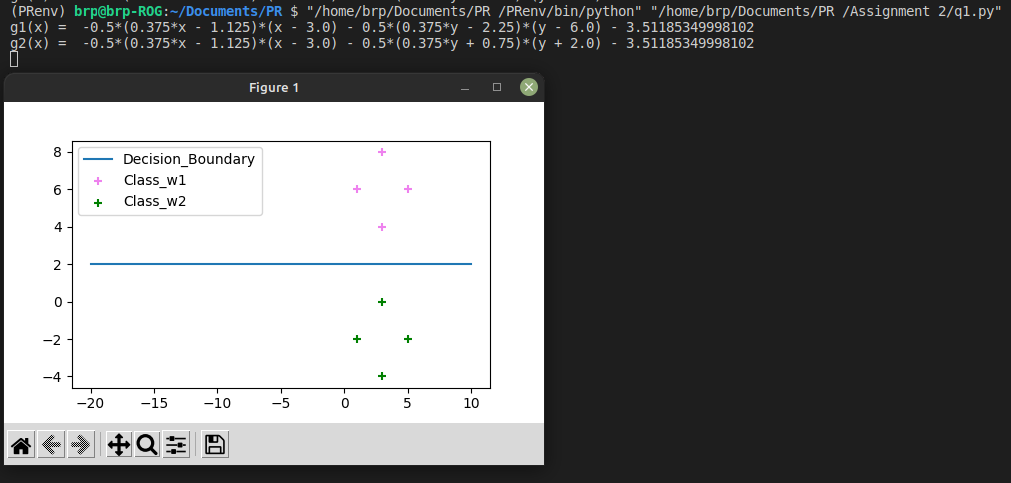 (PRenv) brp@brp-ROG:~/Documents/PR $ "/home/brp/Documents/PR /PRenv/bin/python" "/home/brp/Documents/PR /Assignment 2/q1.py"
g1(x) =  -0.5*(0.375*x - 1.125)*(x - 3.0) - 0.5*(0.375*y - 2.25)*(y - 6.0) - 3.51185349998102
g2(x) =  -0.5*(0.375*x - 1.125)*(x - 3.0) - 0.5*(0.375*y + 0.75)*(y + 2.0) - 3.51185349998102
Figure 1
Decision_Boundary
Class_w1
Class_w2
8
6
4
2
0
−2
−4
−20 −15 −10 −5 0 5 10